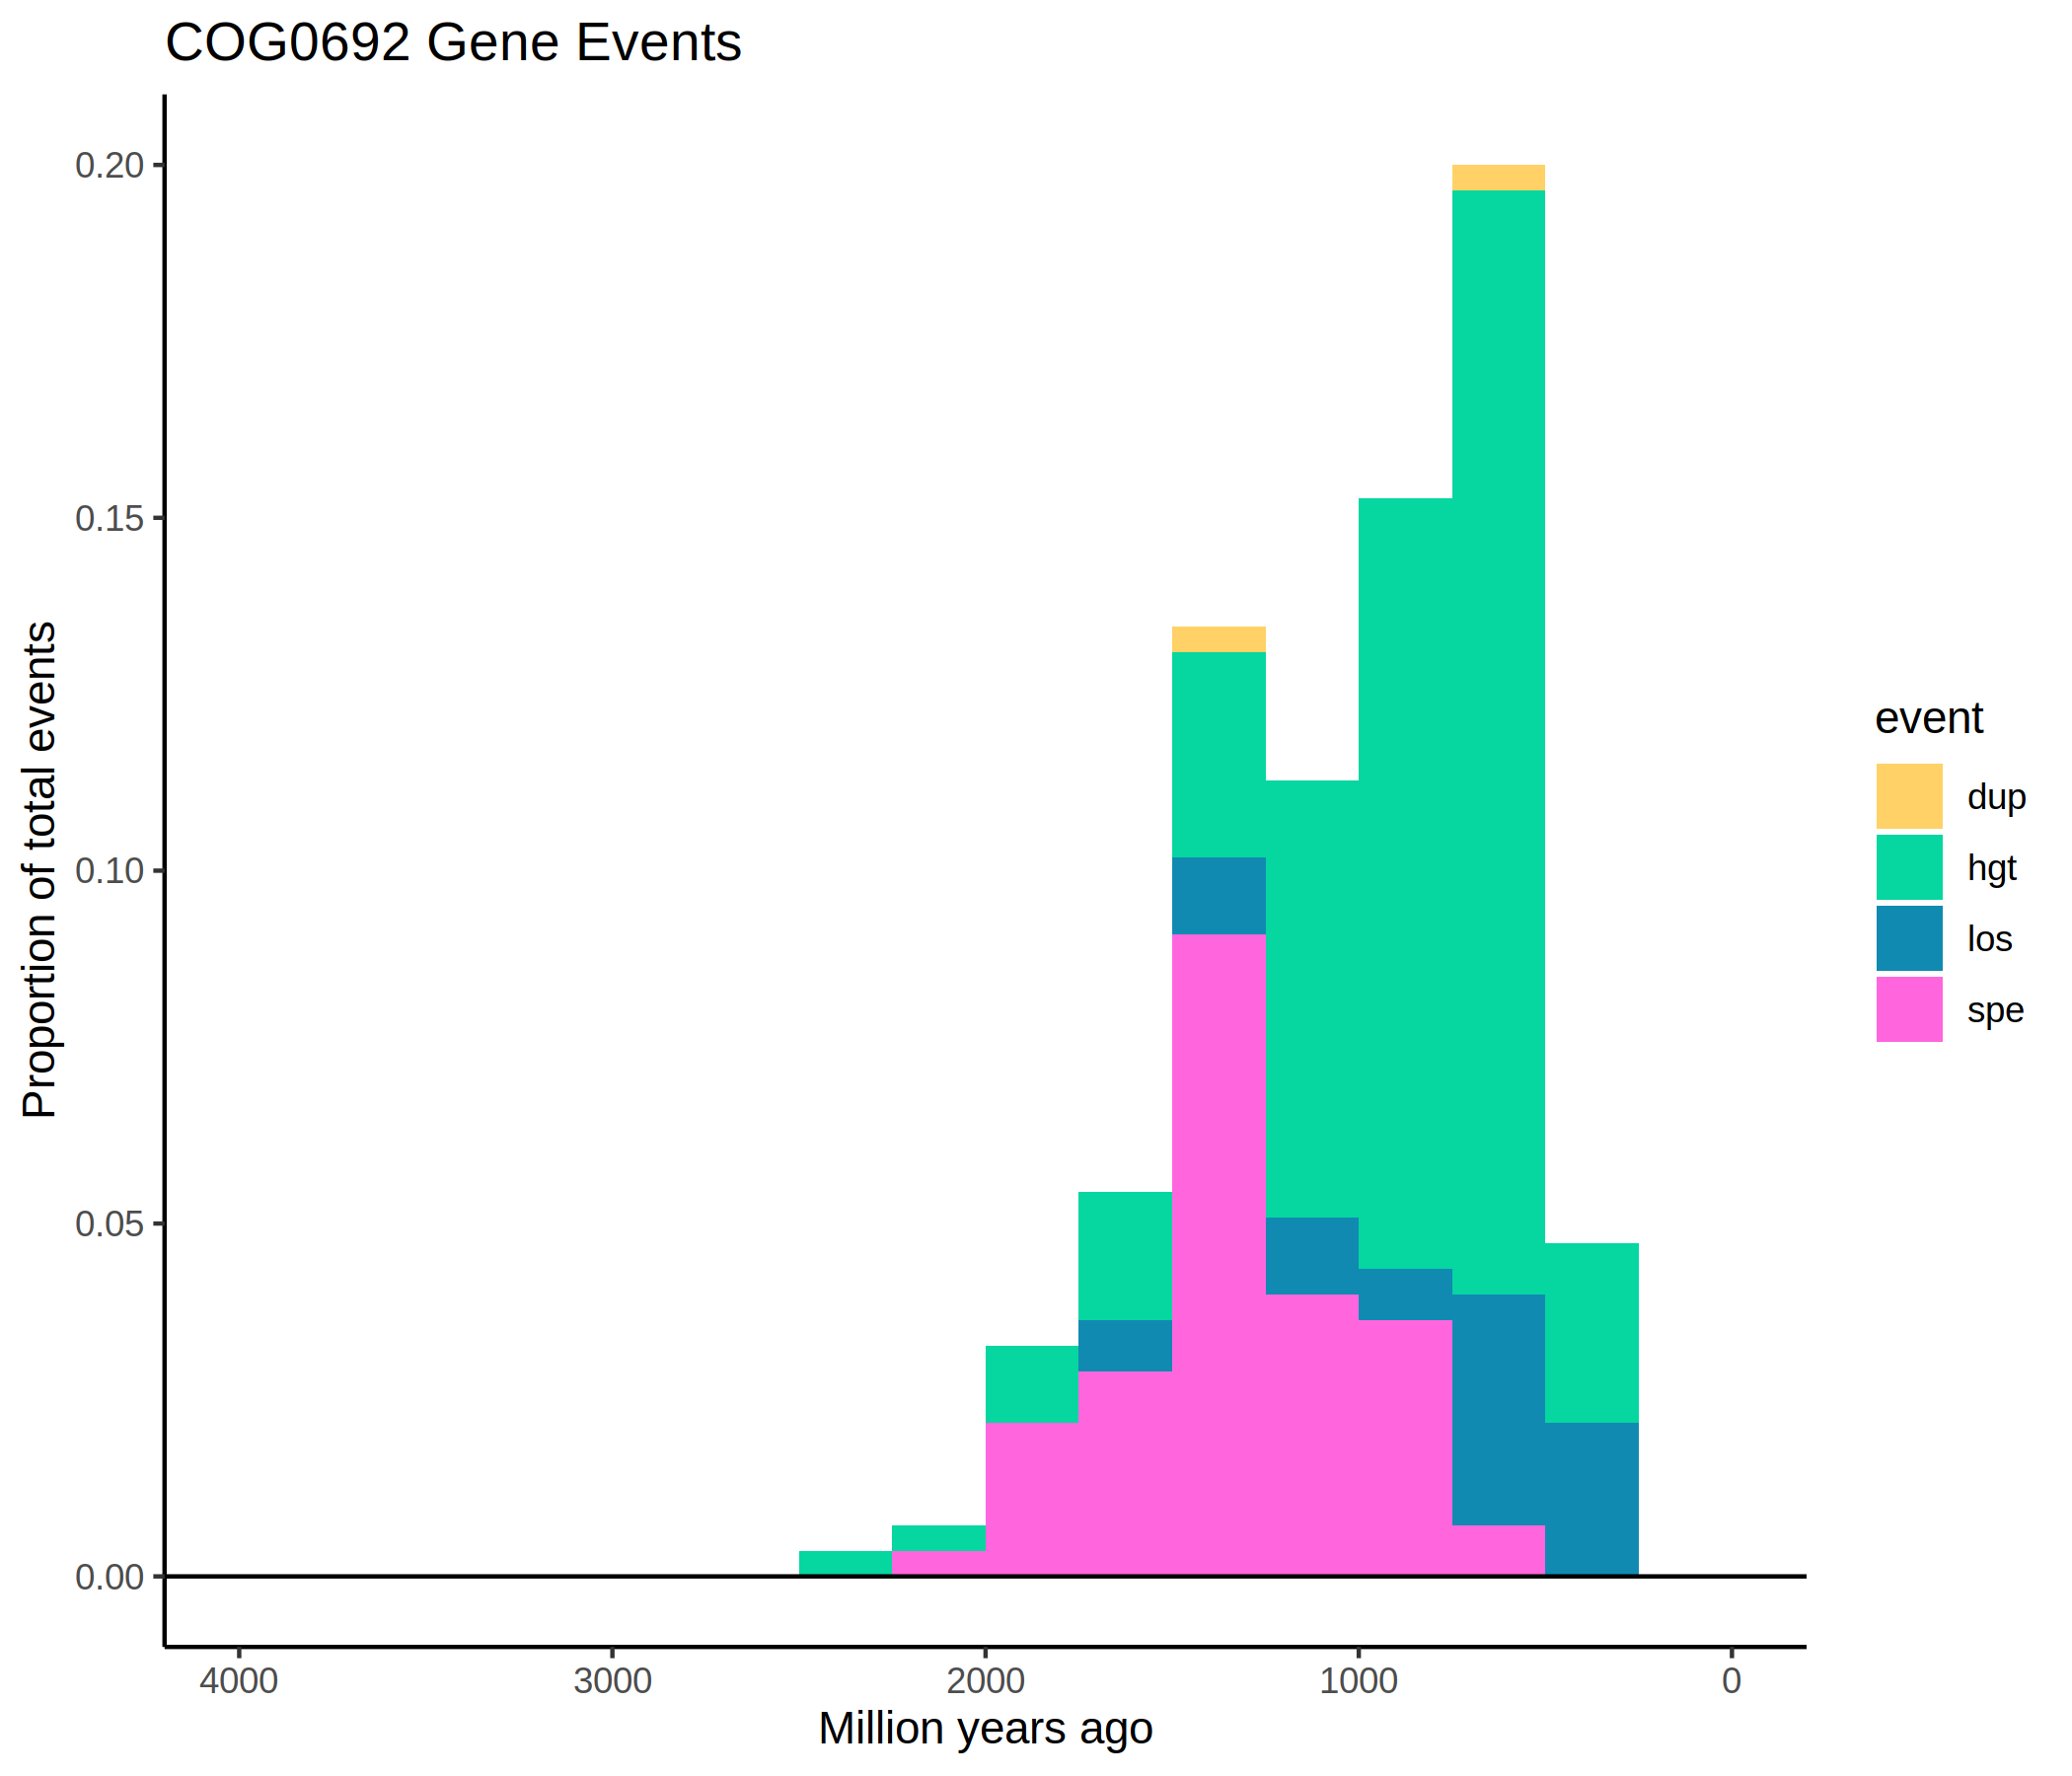 COG0692 Gene Events
Proportion of total events
0.20
0.15
0.10
0.05
0.00
4000 3000 2000 1000 0
Million years ago
event
dup
hgt
los
spe